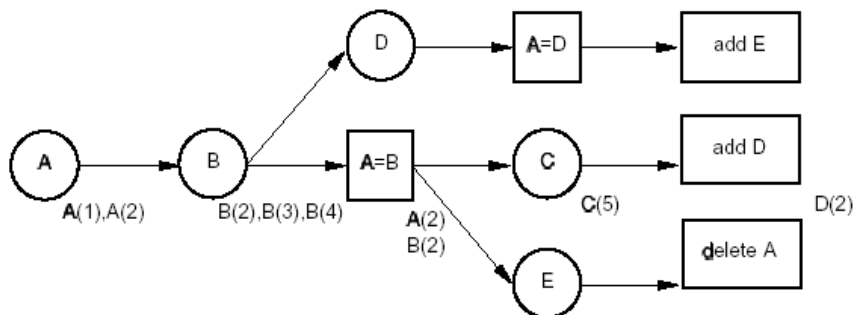 D
A=D
add E
A
B
A=B
C
add D
A(1),A(2)
B(2),B(3),B(4)
A(2)
B(2)
C(5)
D(2)
E
delete A